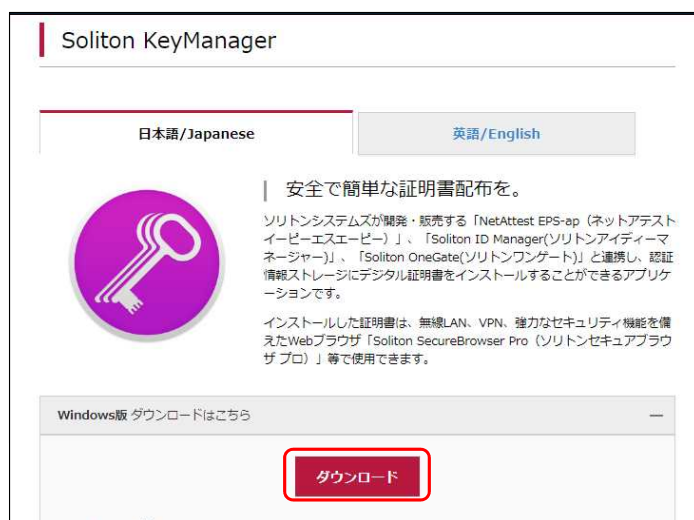 Soliton KeyManager
日本語/Japanese
英語/English
安全で簡単な証明書配布を。
ソリトンシステムズが開発・販売する「NetAttest EPS-ap（ネットアテスト
イーピーエスエーピー）」、「Soliton ID Manager(ソリトンアイディーマ
ネージャー)」、「Soliton OneGate(ソリトンワンゲート)」と連携し、認証
情報ストレージにデジタル証明書をインストールすることができるアプリケ
ーションです。
インストールした証明書は、無線LAN、VPN、強力なセキュリティ機能を備
えたWebブラウザ「Soliton SecureBrowser Pro（ソリトンセキュアブラウ
ザ プロ）」等で使用できます。
Windows版 ダウンロードはこちら
ダウンロード